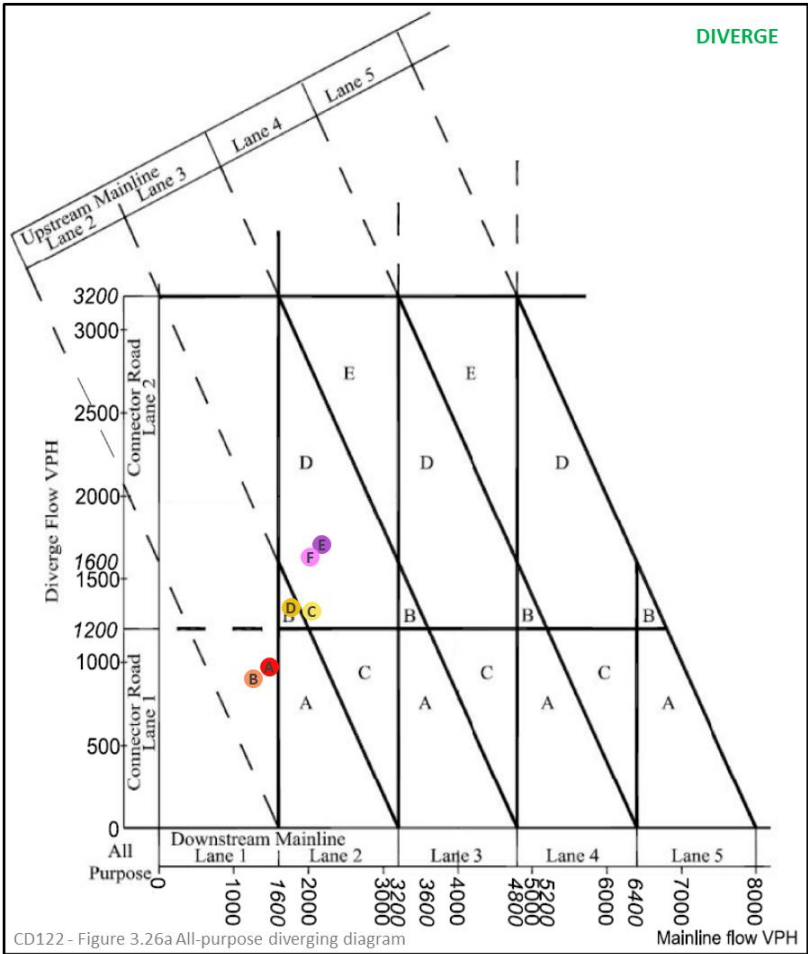 DIVERGE
Upstream Mainline
Lane 2
Lane 3
Lane 4
Lane 5
Diverge Flow VPH
Connector Road
Lane 2
Connector Road
Lane 1
3200
3000
2500
2000
1600
1500
1200
1000
500
0
E
E
D
D
D
E
F
D
C
B
B
B
B
A
B
C
C
C
A
A
A
A
All
Purpose
Downstream Mainline
Lane 1
Lane 2
Lane 3
Lane 4
Lane 5
0
1000
1600
2000
3000
3200
3600
4000
4800
5000
5200
6000
6400
7000
8000
CD122 - Figure 3.26a All-purpose diverging diagram
Mainline flow VPH